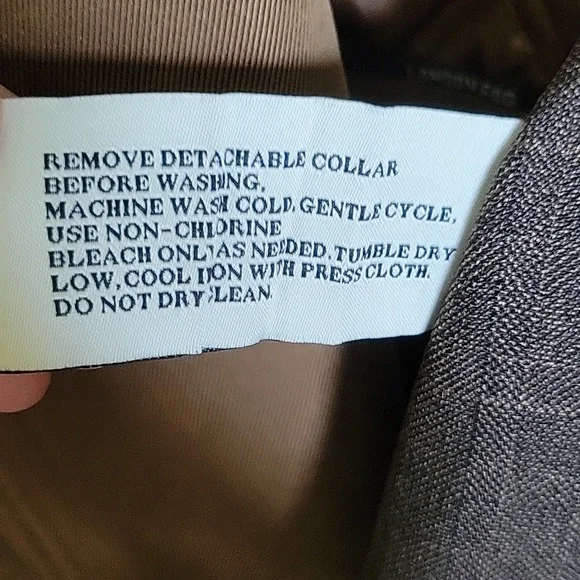 REMOVE DETACHABLE COLLAR
BEFORE WASHING,
MACHINE WASH COLD, GENTLE CYCLE,
USE NON-CHLORINE
BLEACH ONLY AS NEEDED, TUMBLE DRY
LOW, COOL IRON WITH PRESS CLOTH.
DO NOT DRY CLEAN.